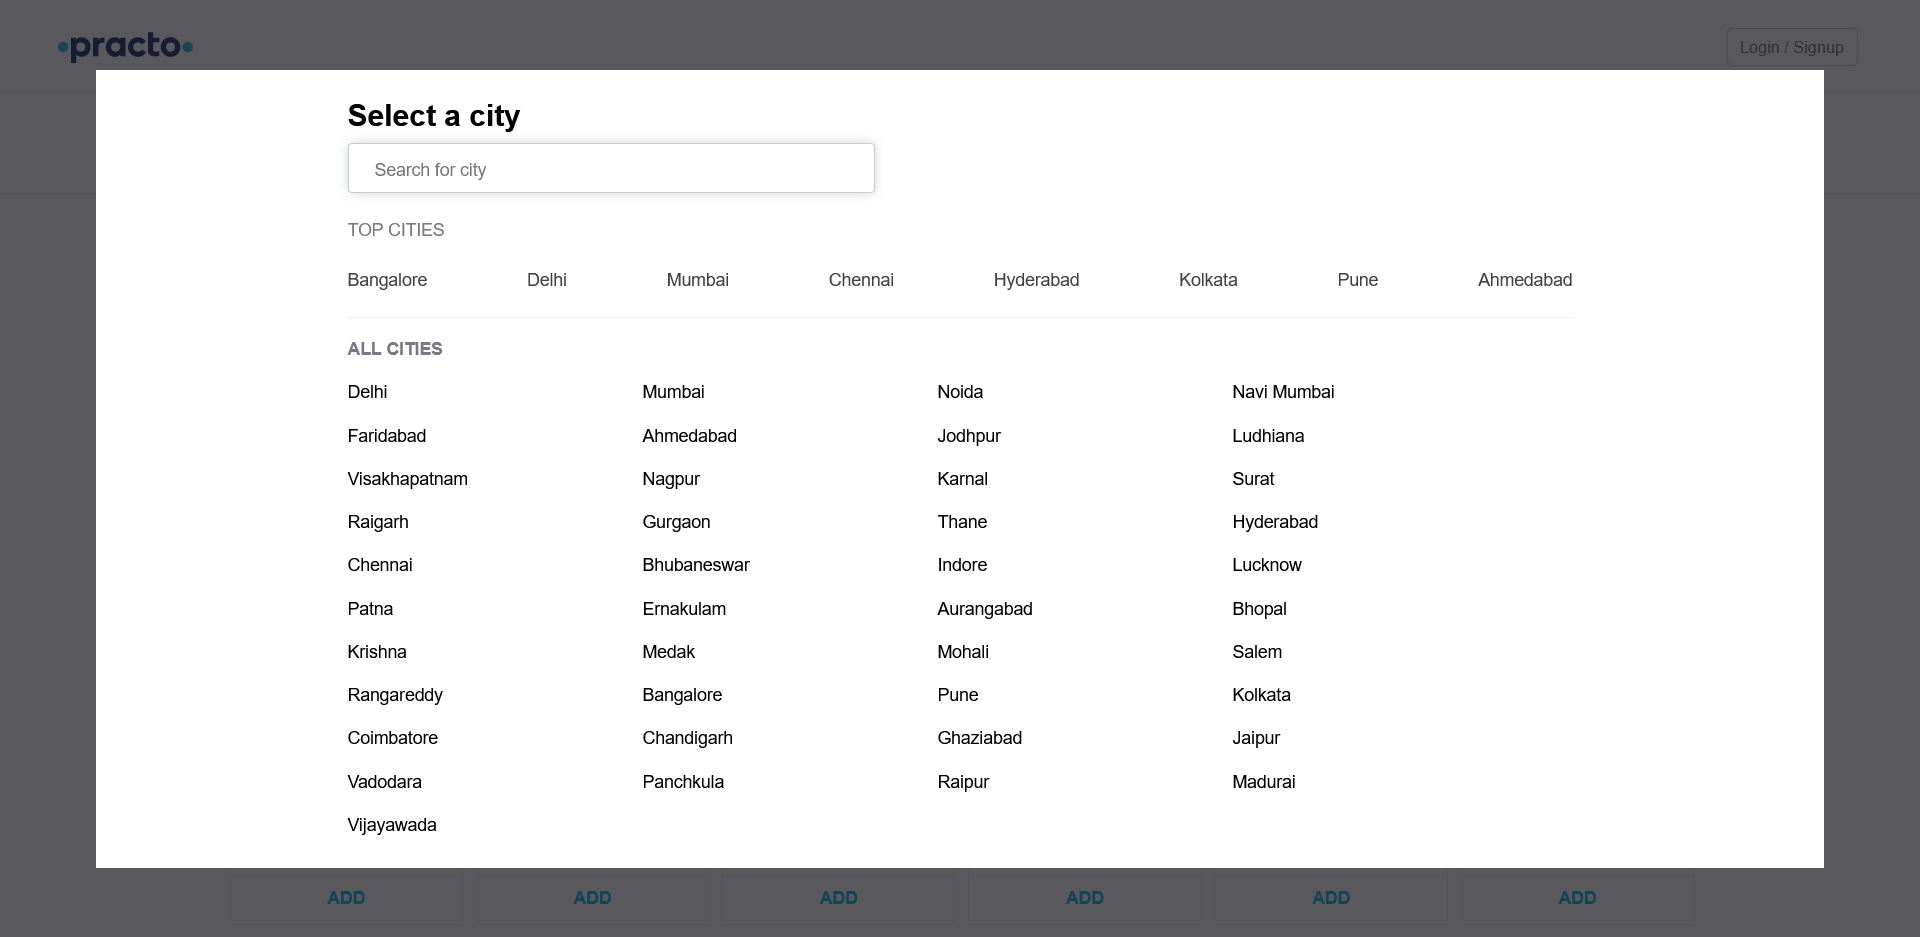 practo
Login / Signup
Select a city
Search for city
TOP CITIES
Bangalore Delhi Mumbai Chennai Hyderabad Kolkata Pune Ahmedabad
ALL CITIES
Delhi Mumbai Noida Navi Mumbai
Faridabad Ahmedabad Jodhpur Ludhiana
Visakhapatnam Nagpur Karnal Surat
Raigarh Gurgaon Thane Hyderabad
Chennai Bhubaneswar Indore Lucknow
Patna Ernakulam Aurangabad Bhopal
Krishna Medak Mohali Salem
Rangareddy Bangalore Pune Kolkata
Coimbatore Chandigarh Ghaziabad Jaipur
Vadodara Panchkula Raipur Madurai
Vijayawada
ADD ADD ADD ADD ADD ADD